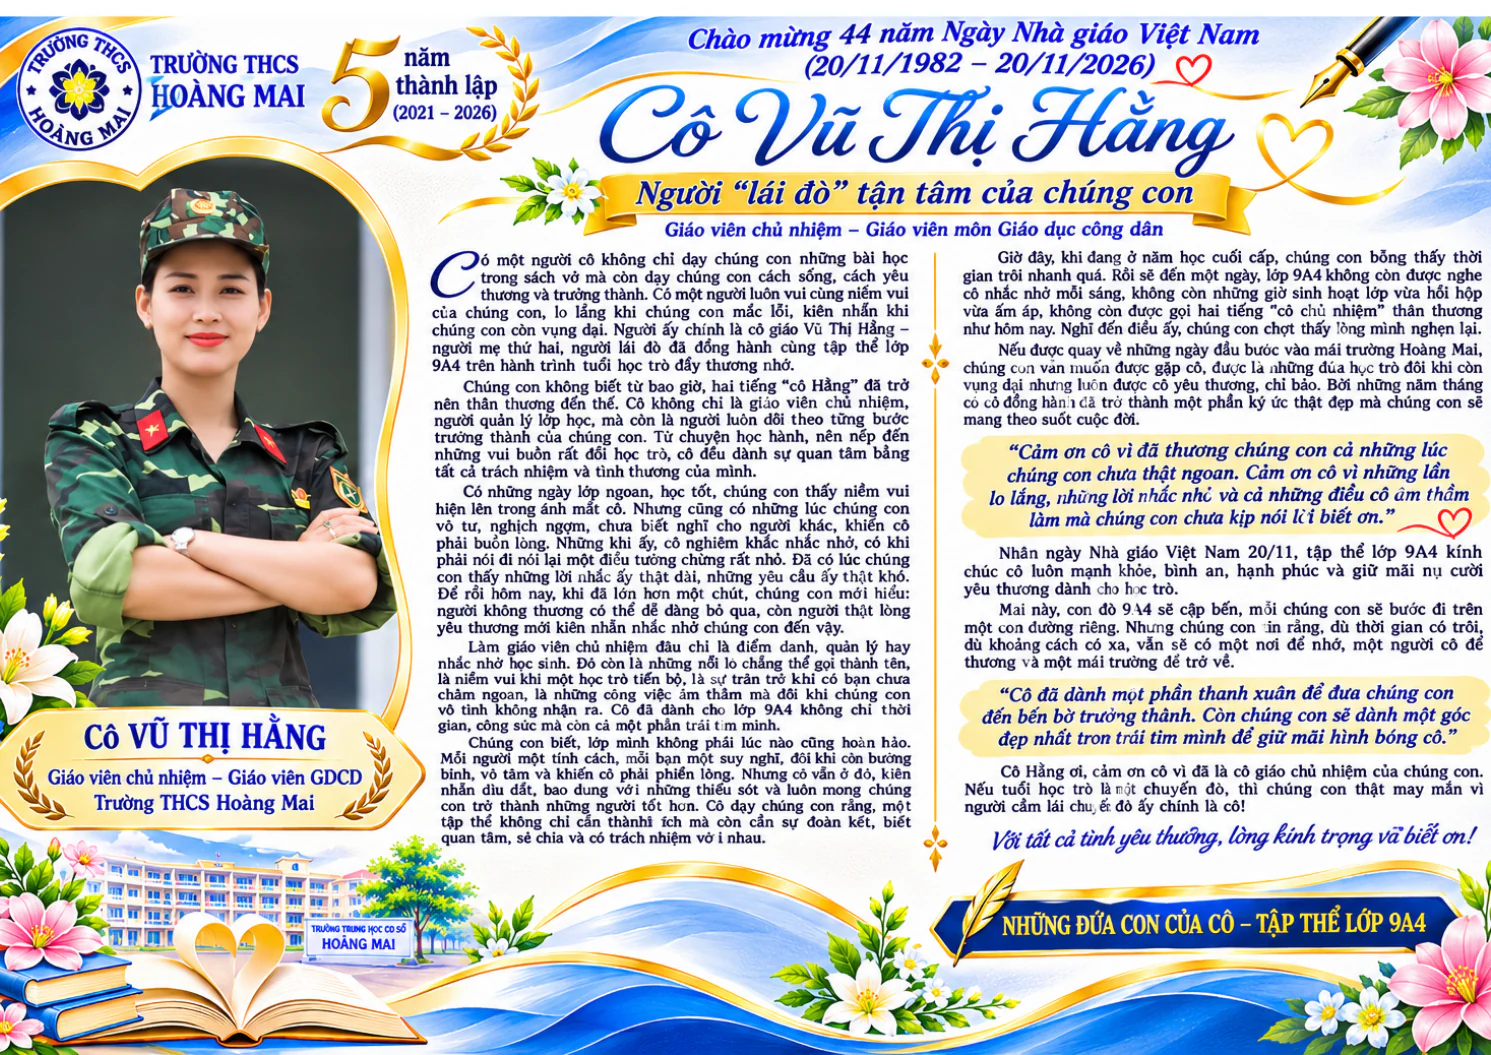 TRƯỜNG THCS
HOÀNG MAI
TRƯỜNG THCS
HOÀNG MAI
5 năm
thành lập
(2021 – 2026)
Chào mừng 44 năm Ngày Nhà giáo Việt Nam
(20/11/1982 – 20/11/2026)
Cô Vũ Thị Hằng
Người “lái đò” tận tâm của chúng con
Giáo viên chủ nhiệm – Giáo viên môn Giáo dục công dân
Có một người cô không chỉ dạy chúng con những bài học
trong sách vở mà còn dạy chúng con cách sống, cách yêu
thương và trưởng thành. Có một người luôn vui cùng niềm vui
của chúng con, lo lắng khi chúng con mắc lỗi, kiên nhẫn khi
chúng con còn vụng dại. Người ấy chính là cô giáo Vũ Thị Hằng –
người mẹ thứ hai, người lái đò đã đồng hành cùng tập thể lớp
9A4 trên hành trình tuổi học trò đầy thương nhớ.
Chúng con không biết từ bao giờ, hai tiếng “cô Hằng” đã trở
nên thân thương đến thế. Cô không chỉ là giáo viên chủ nhiệm,
người quản lý lớp học, mà còn là người luôn dõi theo từng bước
trưởng thành của chúng con. Từ chuyện học hành, nên nếp đến
những vui buồn rất đỗi học trò, cô đều dành sự quan tâm bằng
tất cả trách nhiệm và tình thương của mình.
Có những ngày lớp ngoan, học tốt, chúng con thấy niềm vui
hiện lên trong ánh mắt cô. Nhưng cũng có những lúc chúng con
vô tư, nghịch ngợm, chưa biết nghĩ cho người khác, khiến cô
phải buồn lòng. Những khi ấy, cô nghiêm khắc nhắc nhở, có khi
phải nói đi nói lại một điều tưởng chừng rất nhỏ. Đã có lúc chúng
con thấy những lời nhắc ấy thật dài, những yêu cầu ấy thật khó.
Để rồi hôm nay, khi đã lớn hơn một chút, chúng con mới hiểu:
người không thương có thể dễ dàng bỏ qua, còn người thật lòng
yêu thương mới kiên nhẫn nhắc nhở chúng con đến vậy.
Làm giáo viên chủ nhiệm đâu chỉ là điểm danh, quản lý hay
nhắc nhở học sinh. Đó còn là những nỗi lo chẳng thể gọi thành tên,
là niềm vui khi một học trò tiến bộ, là sự trăn trở khi có bạn chưa
chăm ngoan, là những công việc âm thầm mà đôi khi chúng con
vô tình không nhận ra. Cô đã dành cho lớp 9A4 không chỉ thời
gian, công sức mà còn cả một phần trái tim mình.
Chúng con biết, lớp mình không phải lúc nào cũng hoàn hảo.
Mỗi người một tính cách, mỗi bạn một suy nghĩ, đôi khi còn bướng
bỉnh, vô tâm và khiến cô phải phiền lòng. Nhưng cô vẫn ở đó, kiên
nhẫn dìu dắt, bao dung với những thiếu sót và luôn mong chúng
con trở thành những người tốt hơn. Cô dạy chúng con rằng, một
tập thể không chỉ cần thành ích mà còn cần sự đoàn kết, biết
quan tâm, sẻ chia và có trách nhiệm với nhau.
Giờ đây, khi đang ở năm học cuối cấp, chúng con bỗng thấy thời
gian trôi nhanh quá. Rồi sẽ đến một ngày, lớp 9A4 không còn được nghe
cô nhắc nhở mỗi sáng, không còn những giờ sinh hoạt lớp vừa hồi hộp
vừa ấm áp, không còn được gọi hai tiếng “cô chủ nhiệm” thân thương
như hôm nay. Nghĩ đến điều ấy, chúng con chợt thấy lòng mình nghẹn lại.
Nếu được quay về những ngày đầu bước vào mái trường Hoàng Mai,
chúng con vẫn muốn được gặp cô, được là những đứa học trò đôi khi còn
vụng dại nhưng luôn được cô yêu thương, chỉ bảo. Bởi những năm tháng
có cô đồng hành đã trở thành một phần ký ức thật đẹp mà chúng con sẽ
mang theo suốt cuộc đời.
“Cảm ơn cô vì đã thương chúng con cả những lúc
chúng con chưa thật ngoan. Cảm ơn cô vì những lần
lo lắng, những lời nhắc nhở và cả những điều cô âm thầm
làm mà chúng con chưa kịp nói lời biết ơn.”
Nhân ngày Nhà giáo Việt Nam 20/11, tập thể lớp 9A4 kính
chúc cô luôn mạnh khỏe, bình an, hạnh phúc và giữ mãi nụ cười
yêu thương dành cho học trò.
Mai này, con đò 9A4 sẽ cập bến, mỗi chúng con sẽ bước đi trên
một con đường riêng. Nhưng chúng con tin rằng, dù thời gian có trôi,
dù khoảng cách có xa, vẫn sẽ có một nơi để nhớ, một người cô để
thương và một mái trường để trở về.
“Cô đã dành một phần thanh xuân để đưa chúng con
đến bến bờ trưởng thành. Còn chúng con sẽ dành một góc
đẹp nhất tron trái tim mình để giữ mãi hình bóng cô.”
Cô Hằng ơi, cảm ơn cô vì đã là cô giáo chủ nhiệm của chúng con.
Nếu tuổi học trò là một chuyến đò, thì chúng con thật may mắn vì
người cầm lái chuyến đò ấy chính là cô!
Với tất cả tình yêu thương, lòng kính trọng và biết ơn!
NHỮNG ĐỨA CON CỦA CÔ – TẬP THỂ LỚP 9A4
CÔ VŨ THỊ HẰNG
Giáo viên chủ nhiệm – Giáo viên GDCD
Trường THCS Hoàng Mai
TRƯỜNG TRUNG HỌC CƠ SỞ
HOÀNG MAI